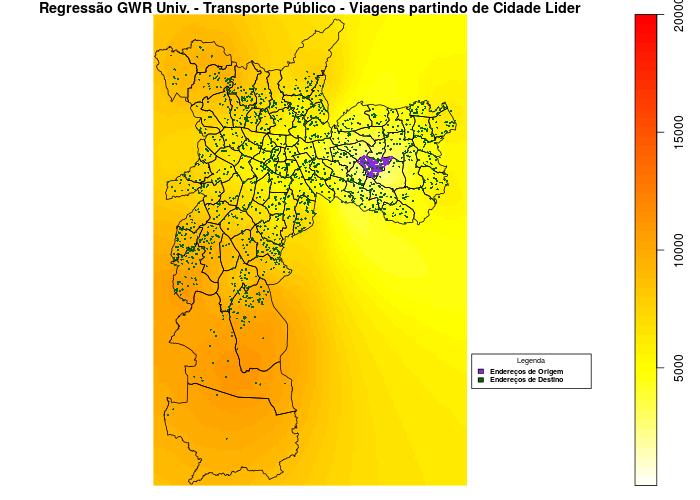 Regressão GWR Univ. - Transporte Público - Viagens partindo de Cidade Lider
20000
15000
10000
5000
Legenda
Endereços de Origem
Endereços de Destino